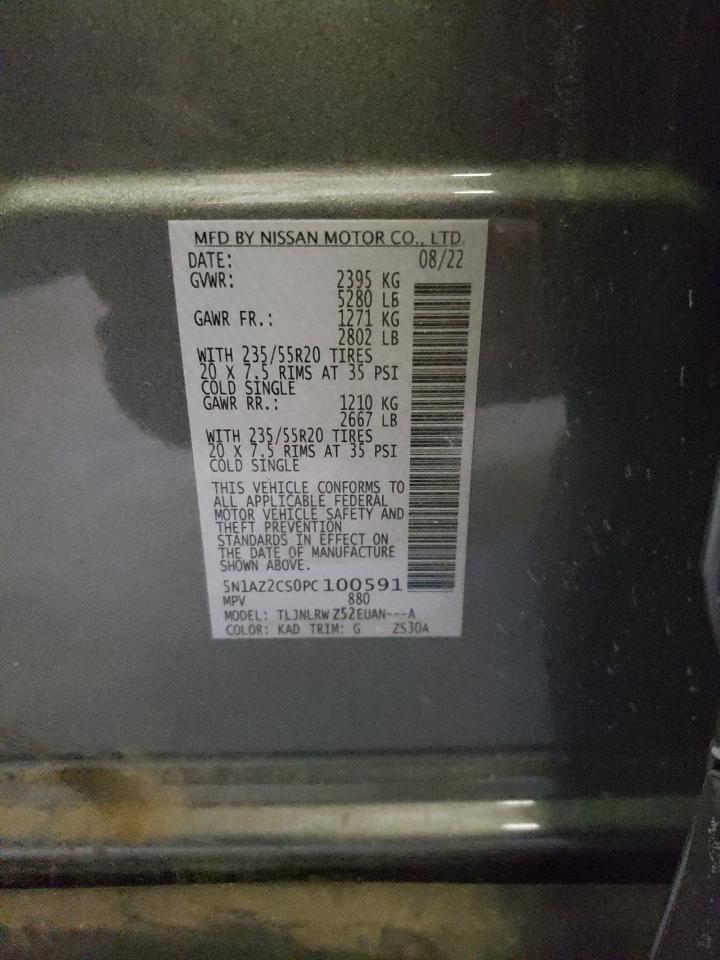 MFD BY NISSAN MOTOR CO., LTD.
DATE: 08/22
GVWR: 2395 KG
5280 LB
GAWR FR.: 1271 KG
2802 LB
WITH 235/55R20 TIRES
20 X 7.5 RIMS AT 35 PSI
COLD SINGLE
GAWR RR.: 1210 KG
2667 LB
WITH 235/55R20 TIRES
20 X 7.5 RIMS AT 35 PSI
COLD SINGLE
THIS VEHICLE CONFORMS TO
ALL APPLICABLE FEDERAL
MOTOR VEHICLE SAFETY AND
THEFT PREVENTION
STANDARDS IN EFFECT ON
THE DATE OF MANUFACTURE
SHOWN ABOVE.
5N1AZ2CS0PC100591
MPV 880
MODEL: TLJNLRWZ52EUAN---A
COLOR: KAD TRIM: G ZS30A